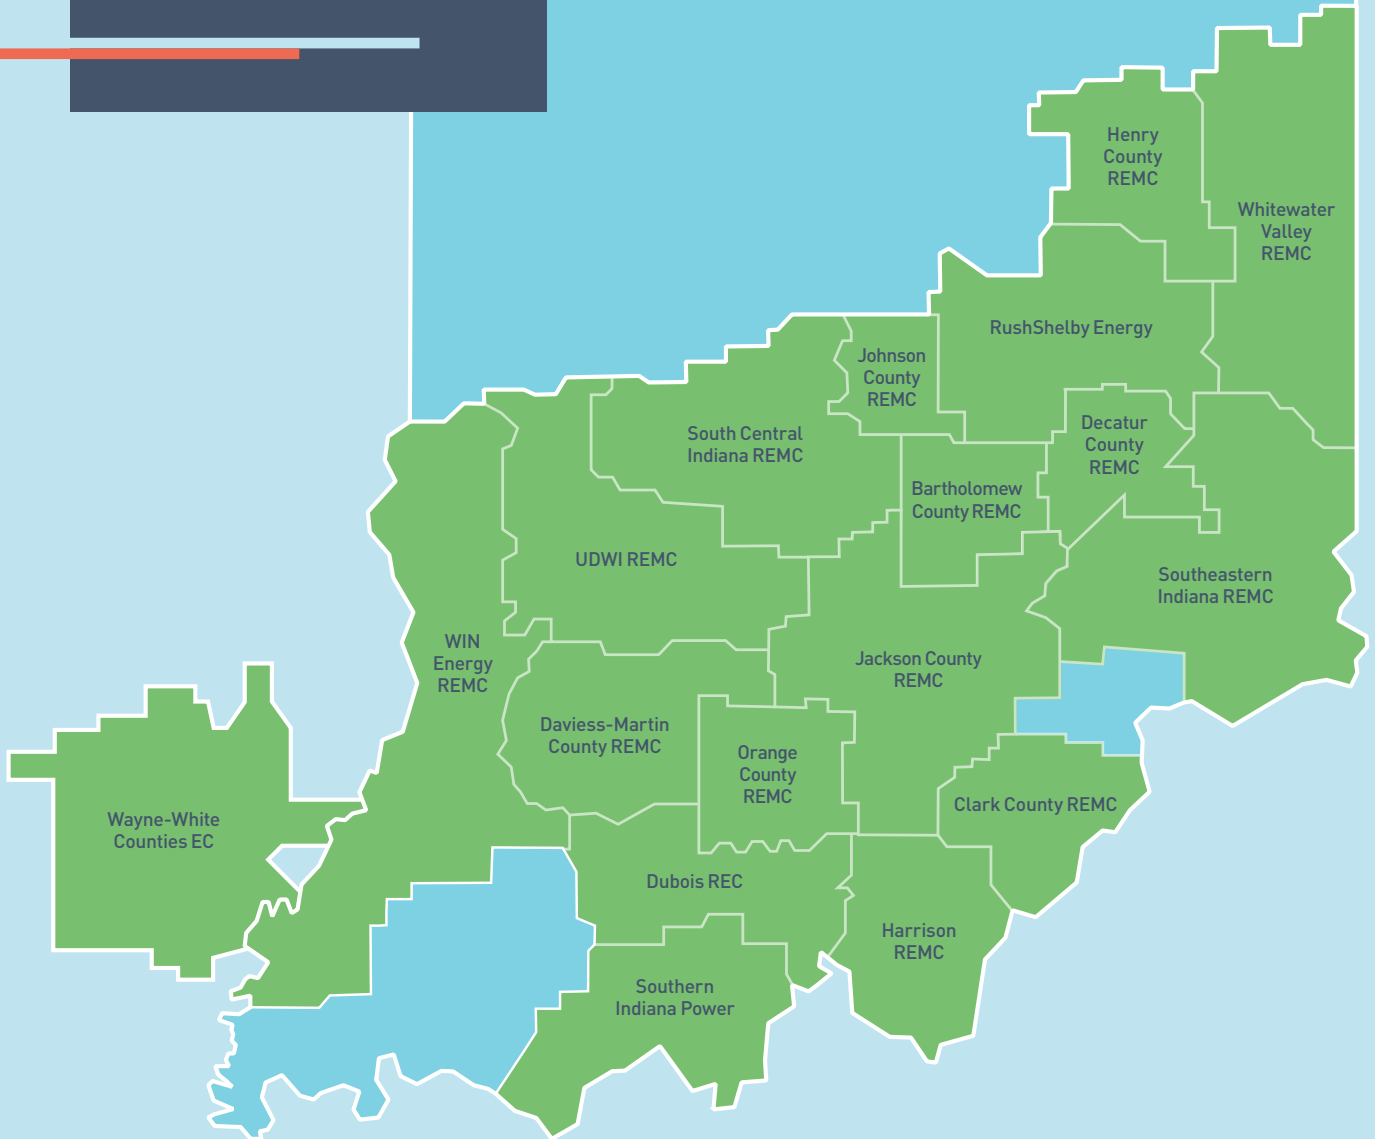 Henry
County
REMC
Whitewater
Valley
REMC
RushShelby Energy
Johnson
County
REMC
South Central
Indiana REMC
Decatur
County
REMC
Bartholomew
County REMC
UDWI REMC
Southeastern
Indiana REMC
WIN
Energy
REMC
Jackson County
REMC
Daviess-Martin
County REMC
Orange
County
REMC
Clark County REMC
Wayne-White
Counties EC
Dubois REC
Harrison
REMC
Southern
Indiana Power